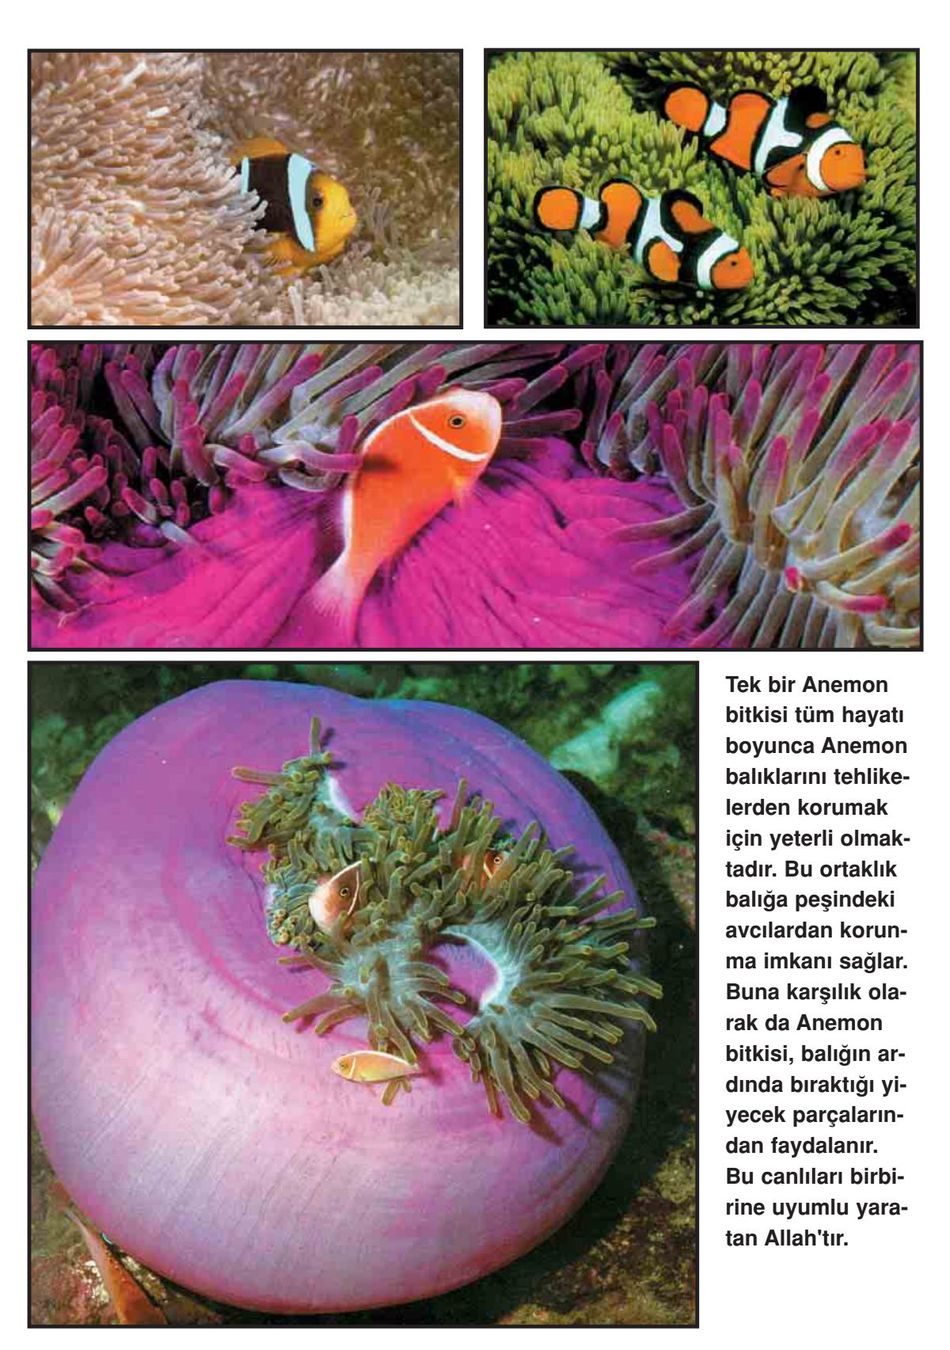 Tek bir Anemon
bitkisi tüm hayatı
boyunca Anemon
balıklarını tehlike-
lerden korumak
için yeterli olmak-
tadır. Bu ortaklık
balığa peşindeki
avcılardan korun-
ma imkanı sağlar.
Buna karşılık ola-
rak da Anemon
bitkisi, balığın ar-
dında bıraktığı yi-
yecek parçaların-
dan faydalanır.
Bu canlıları birbi-
rine uyumlu yara-
tan Allah'tır.